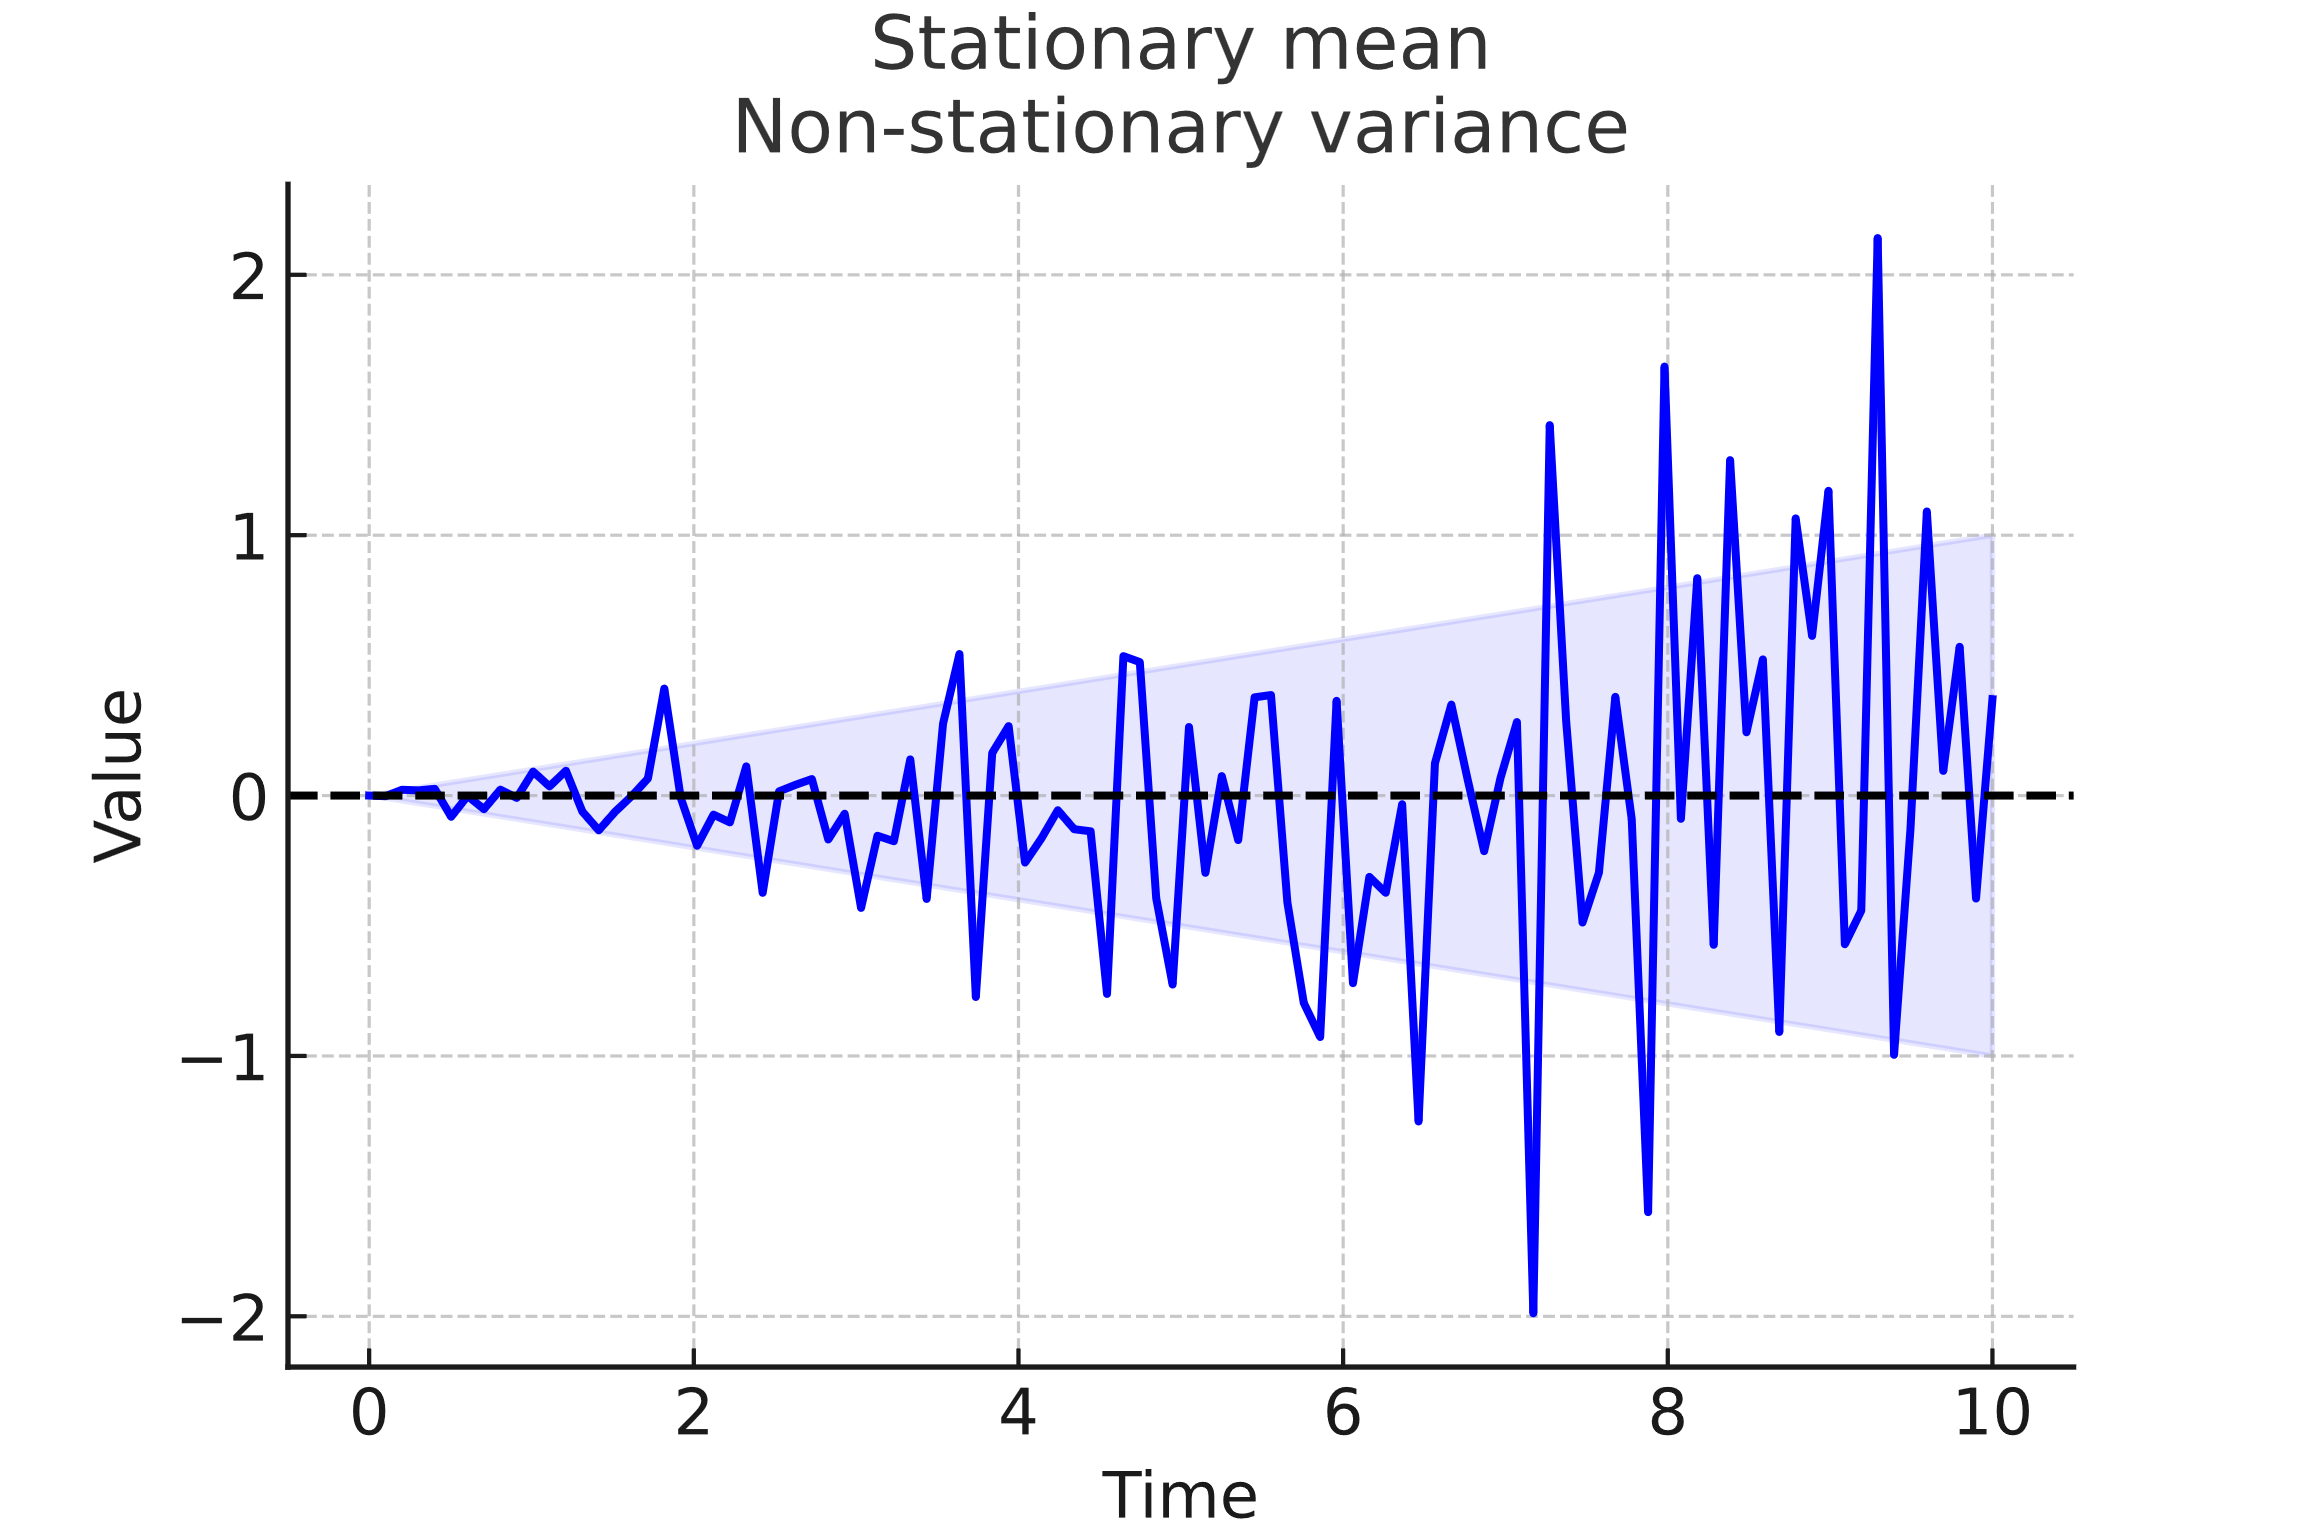 Stationary mean
Non-stationary variance
2
1
0
−1
−2
Value
0 2 4 6 8 10
Time